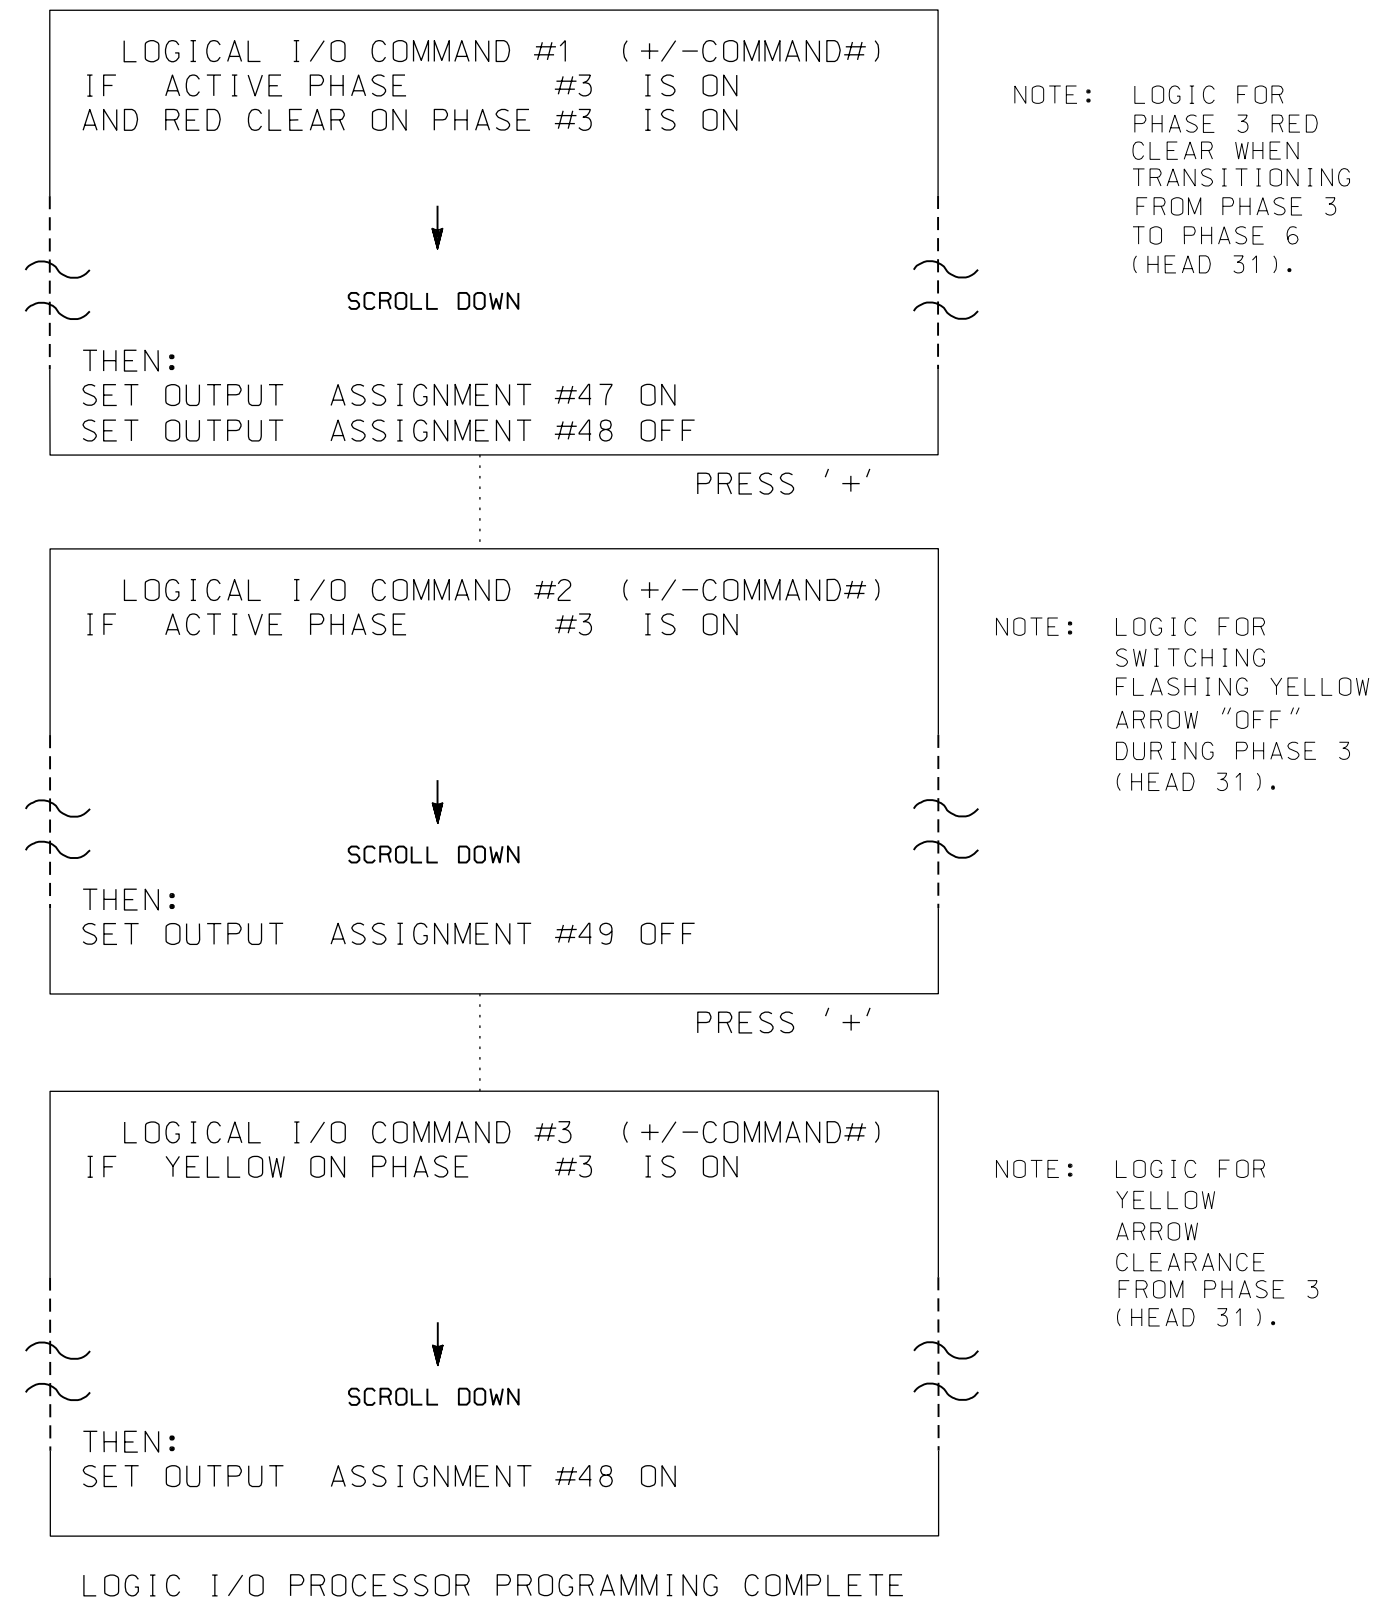 LOGICAL I/O COMMAND #1 (+/-COMMAND#)
IF ACTIVE PHASE #3 IS ON
AND RED CLEAR ON PHASE #3 IS ON
SCROLL DOWN
THEN:
SET OUTPUT ASSIGNMENT #47 ON
SET OUTPUT ASSIGNMENT #48 OFF
NOTE: LOGIC FOR
PHASE 3 RED
CLEAR WHEN
TRANSITIONING
FROM PHASE 3
TO PHASE 6
(HEAD 31).
PRESS '+'
LOGICAL I/O COMMAND #2 (+/-COMMAND#)
IF ACTIVE PHASE #3 IS ON
SCROLL DOWN
THEN:
SET OUTPUT ASSIGNMENT #49 OFF
NOTE: LOGIC FOR
SWITCHING
FLASHING YELLOW
ARROW "OFF"
DURING PHASE 3
(HEAD 31).
PRESS '+'
LOGICAL I/O COMMAND #3 (+/-COMMAND#)
IF YELLOW ON PHASE #3 IS ON
SCROLL DOWN
THEN:
SET OUTPUT ASSIGNMENT #48 ON
NOTE: LOGIC FOR
YELLOW
ARROW
CLEARANCE
FROM PHASE 3
(HEAD 31).
LOGIC I/O PROCESSOR PROGRAMMING COMPLETE